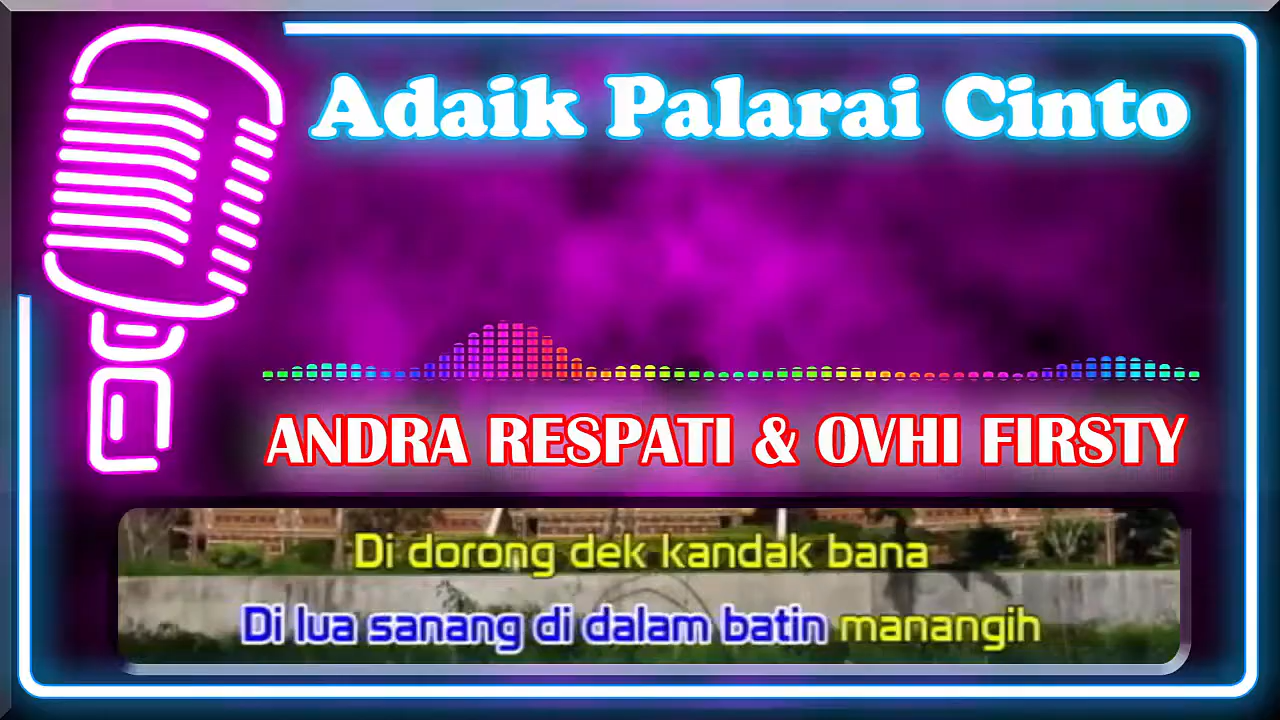 Adaik Palarai Cinto
ANDRA RESPATI & OVHI FIRSTY
Di dorong dek kandak bana
Di lua sanang di dalam batin manangih